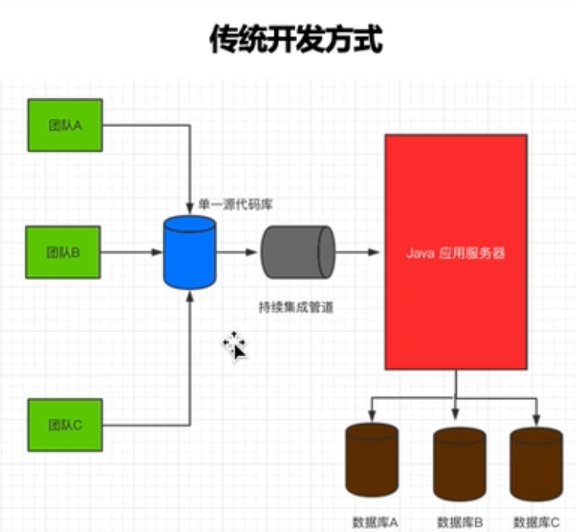 传统开发方式
团队A
单一源代码库
团队B
Java 应用服务器
持续集成管道
团队C
数据库A
数据库B
数据库C